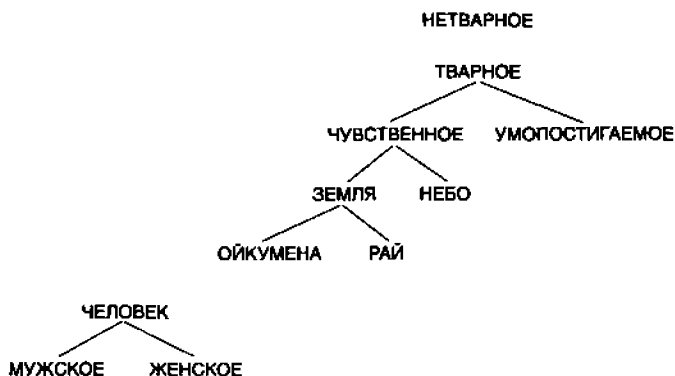 НЕТВАРНОЕ
ТВАРНОЕ
ЧУВСТВЕННОЕ УМОПОСТИГАЕМОЕ
ЗЕМЛЯ НЕБО
ОЙКУМЕНА РАЙ
ЧЕЛОВЕК
МУЖСКОЕ ЖЕНСКОЕ